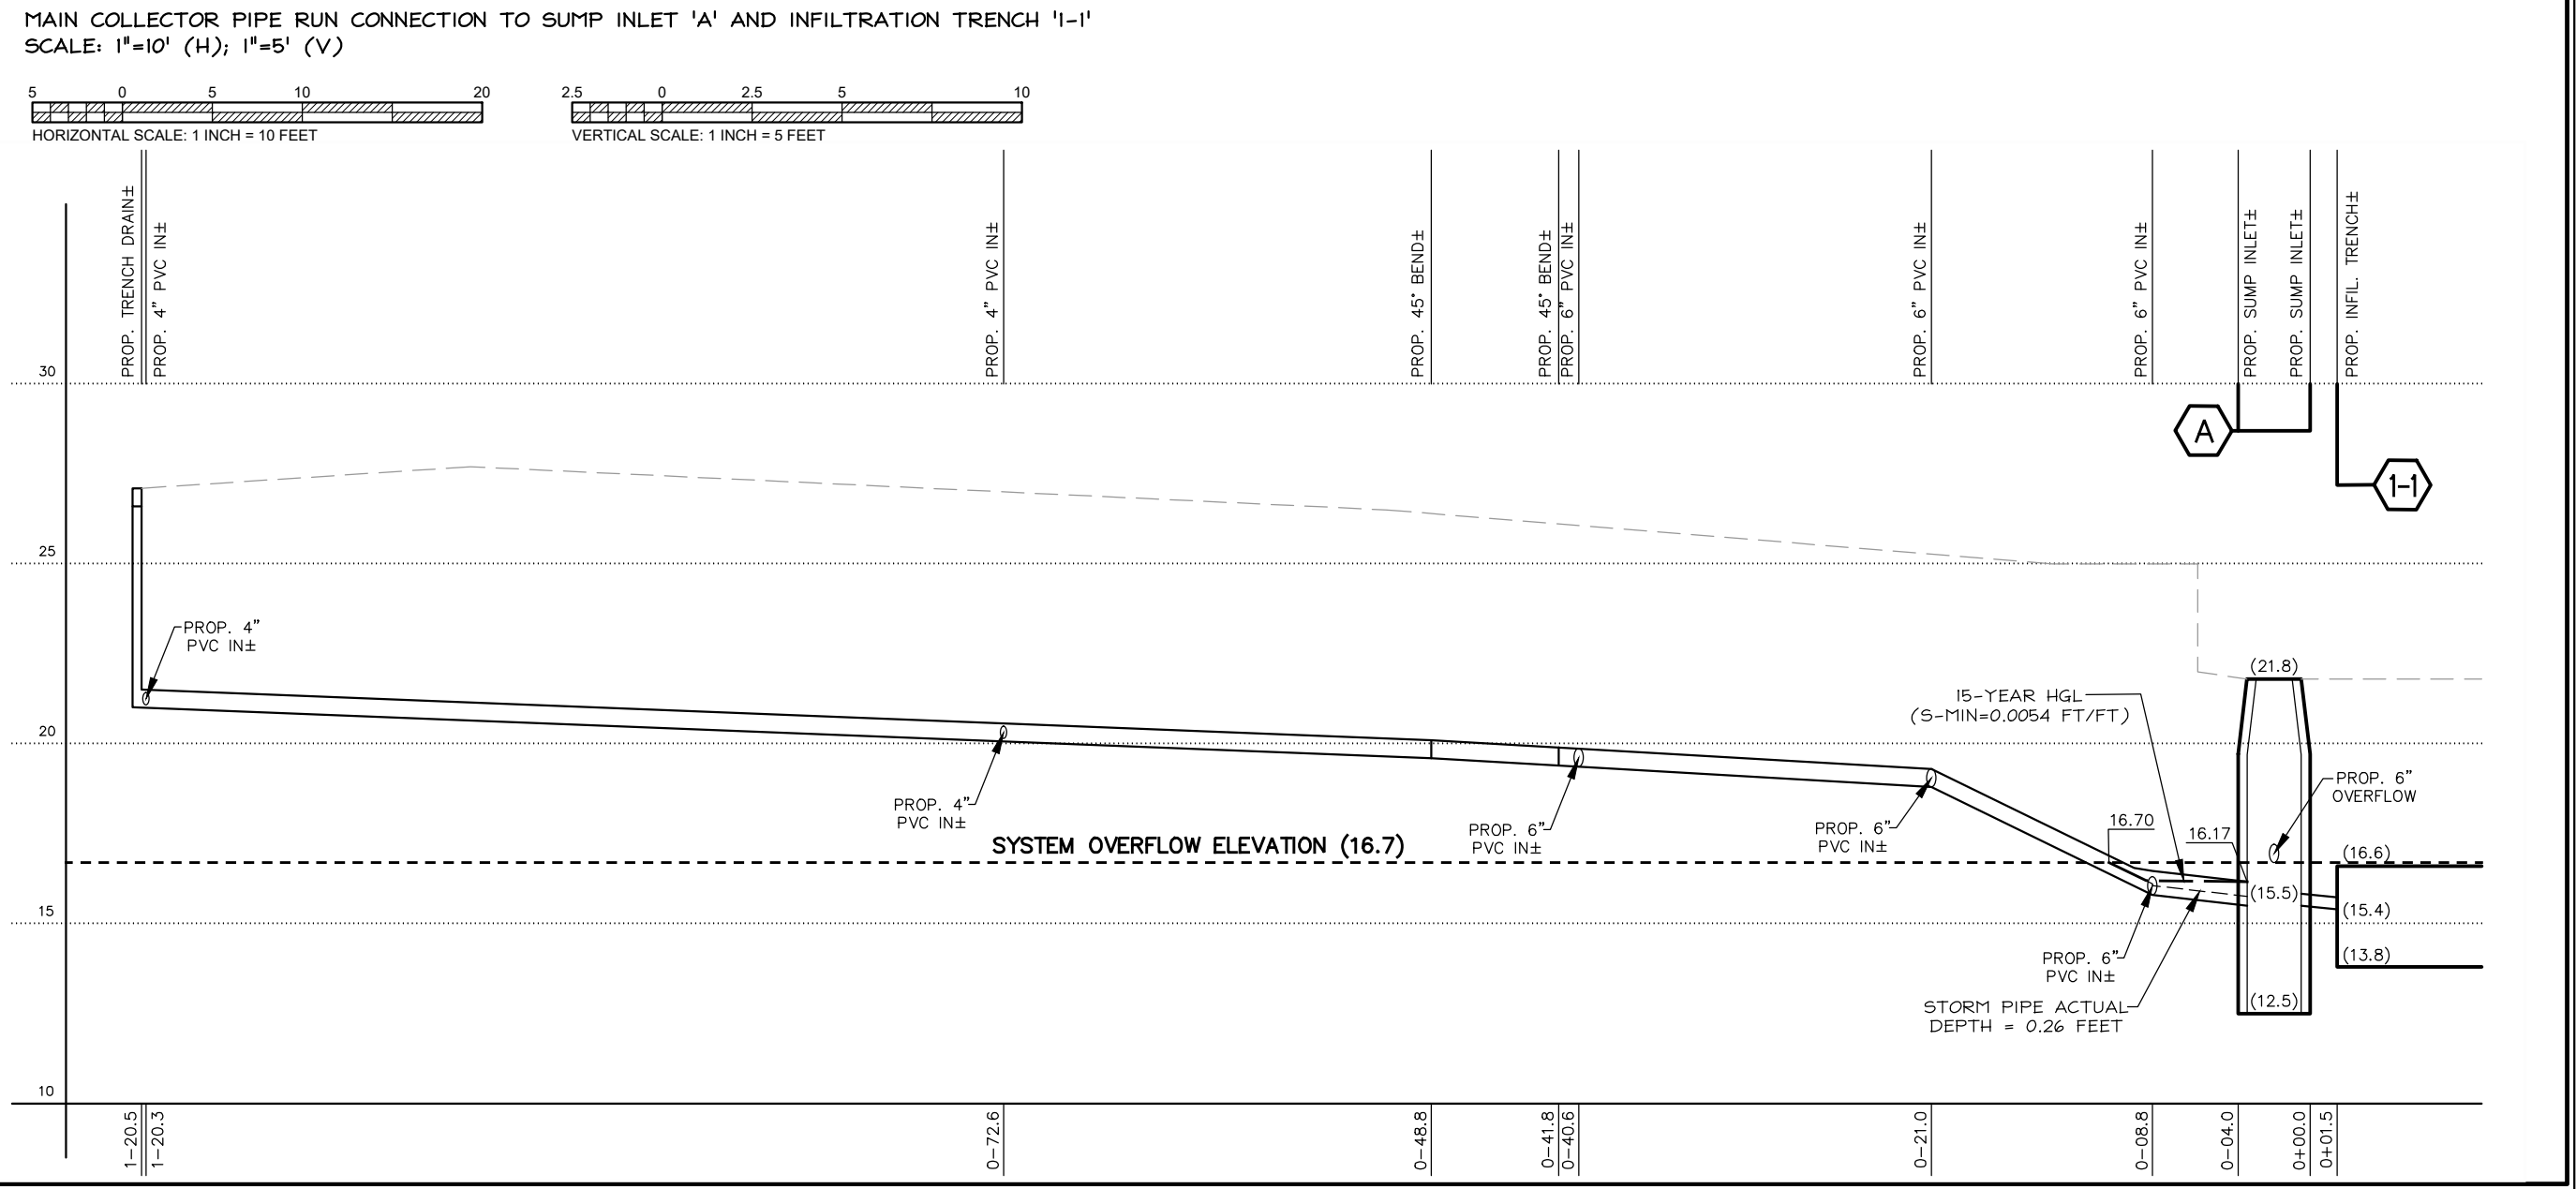 MAIN COLLECTOR PIPE RUN CONNECTION TO SUMP INLET 'A' AND INFILTRATION TRENCH '1-1'
SCALE: 1"=10' (H); 1"=5' (V)
5 0 5 10 20
HORIZONTAL SCALE: 1 INCH = 10 FEET
2.5 0 2.5 5 10
VERTICAL SCALE: 1 INCH = 5 FEET
PROP. TRENCH DRAIN±
PROP. 4" PVC IN±
PROP. 4" PVC IN±
PROP. 45° BEND±
PROP. 45° BEND±
PROP. 6" PVC IN±
PROP. 6" PVC IN±
PROP. 6" PVC IN±
PROP. SUMP INLET±
PROP. SUMP INLET±
PROP. INFIL. TRENCH±
30
A
1-1
25
PROP. 4"
PVC IN±
(21.8)
15-YEAR HGL
(S-MIN=0.0054 FT/FT)
20
PROP. 6"
OVERFLOW
PROP. 4"
PVC IN±
PROP. 6"
PVC IN±
PROP. 6"
PVC IN±
16.70
16.17
SYSTEM OVERFLOW ELEVATION (16.7)
(16.6)
(15.5)
15
(15.4)
PROP. 6"
PVC IN±
(13.8)
STORM PIPE ACTUAL
DEPTH = 0.26 FEET
(12.5)
10
1-20.5
1-20.3
0-72.6
0-48.8
0-41.8
0-40.6
0-21.0
0-08.8
0-04.0
0+00.0
0+01.5